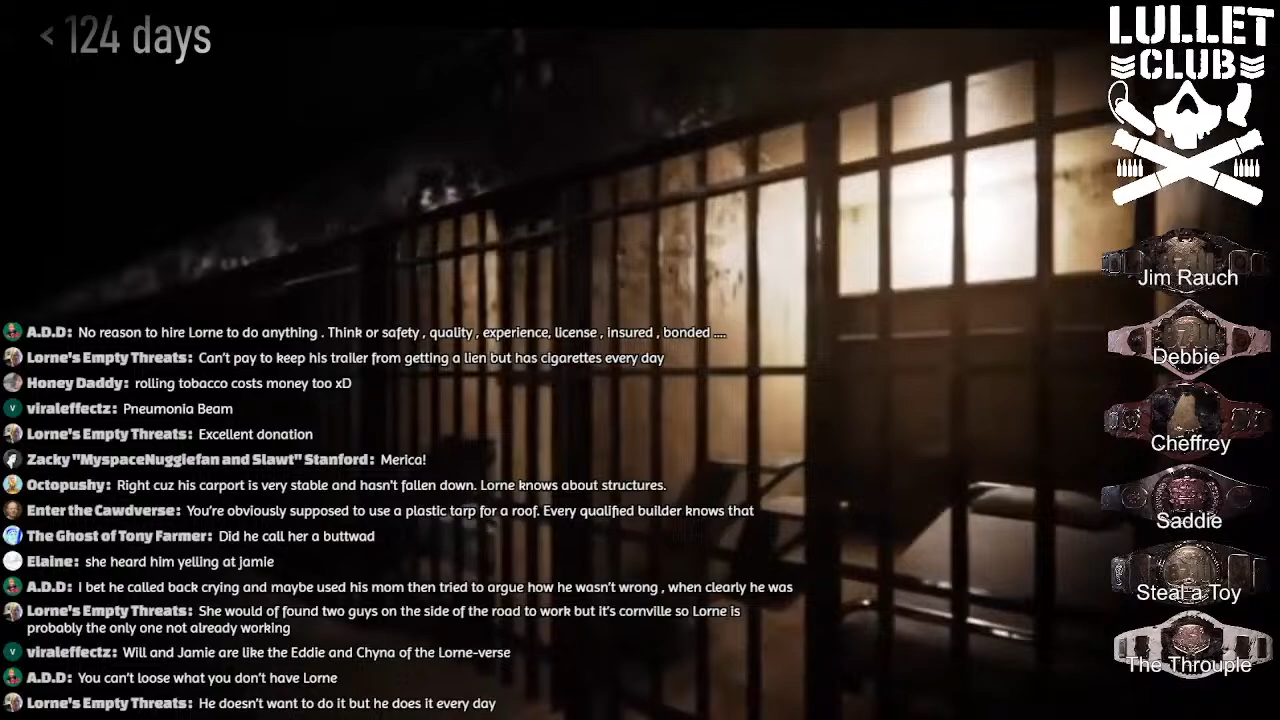 < 124 days
LULLET
CLUB
Jim Rauch
Debbie
Cheffrey
Saddie
Steal a Toy
The Throuple
A.D.D: No reason to hire Lorne to do anything . Think or safety , quality , experience, license , insured , bonded ....
Lorne's Empty Threats: Can't pay to keep his trailer from getting a lien but has cigarettes every day
Honey Daddy: rolling tobacco costs money too xD
V viraleffectz: Pneumonia Beam
Lorne's Empty Threats: Excellent donation
Zacky "MyspaceNuggiefan and Slawt" Stanford: Merica!
Octopushy: Right cuz his carport is very stable and hasn't fallen down. Lorne knows about structures.
Enter the Cawdverse: You're obviously supposed to use a plastic tarp for a roof. Every qualified builder knows that
The Ghost of Tony Farmer: Did he call her a buttwad
Elaine: she heard him yelling at jamie
A.D.D: I bet he called back crying and maybe used his mom then tried to argue how he wasn't wrong , when clearly he was
Lorne's Empty Threats: She would of found two guys on the side of the road to work but it's cornville so Lorne is
probably the only one not already working
V viraleffectz: Will and Jamie are like the Eddie and Chyna of the Lorne-verse
A.D.D: You can't loose what you don't have Lorne
Lorne's Empty Threats: He doesn't want to do it but he does it every day